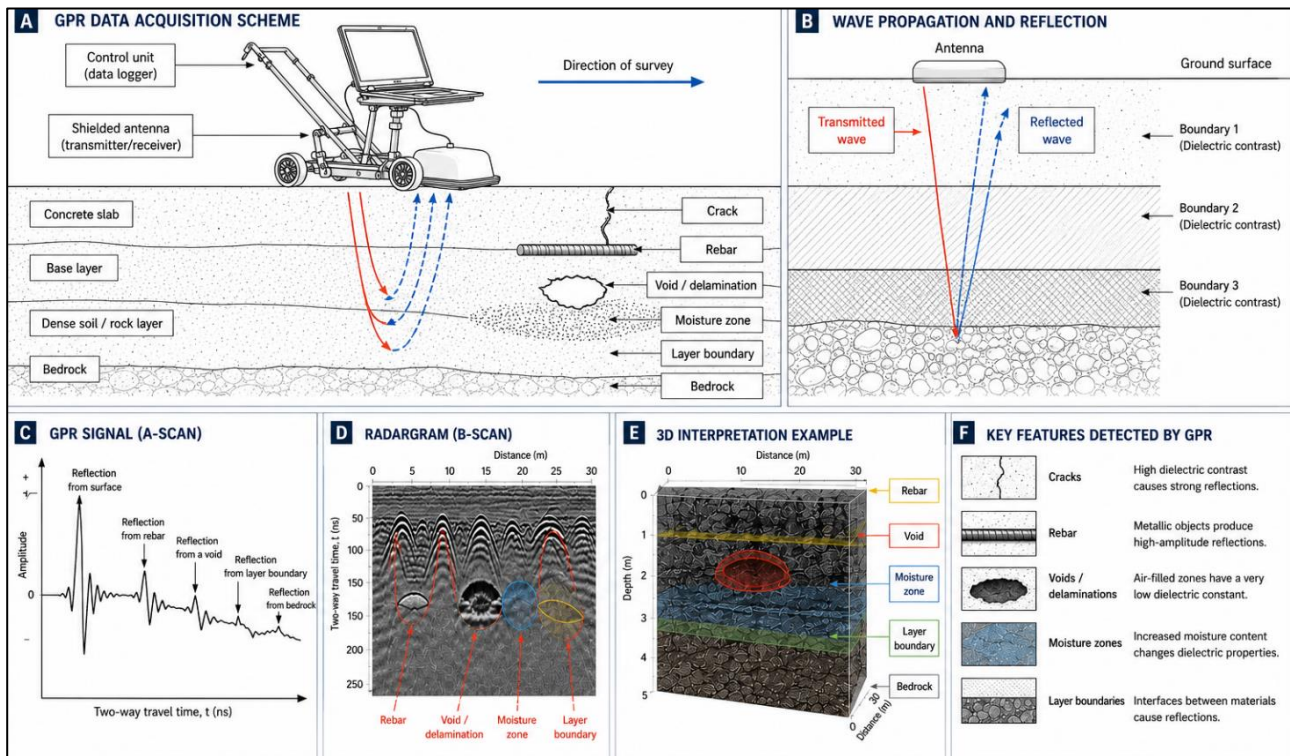 A GPR DATA ACQUISITION SCHEME
Control unit
(data logger)
Direction of survey
Shielded antenna
(transmitter/receiver)
Concrete slab
Crack
Rebar
Base layer
Void / delamination
Dense soil / rock layer
Moisture zone
Layer boundary
Bedrock
Bedrock
B WAVE PROPAGATION AND REFLECTION
Antenna
Ground surface
Transmitted
wave
Reflected
wave
Boundary 1
(Dielectric contrast)
Boundary 2
(Dielectric contrast)
Boundary 3
(Dielectric contrast)
C GPR SIGNAL (A-SCAN)
+
Reflection
from surface
Reflection
from rebar
Reflection
from a void
Reflection
from layer boundary
Reflection
from bedrock
Amplitude
0
–
Two-way travel time, t (ns)
D RADARGRAM (B-SCAN)
Distance (m)
0 5 10 15 20 25 30
0
50
100
150
200
250
Two-way travel time, t (ns)
Rebar
Void /
delamination
Moisture
zone
Layer
boundary
E 3D INTERPRETATION EXAMPLE
Distance (m)
0 10 20 30
0
1
2
3
4
5
Depth (m)
Rebar
Void
Moisture
zone
Layer
boundary
Bedrock
30
0
Distance (m)
F KEY FEATURES DETECTED BY GPR
Cracks
High dielectric contrast
causes strong reflections.
Rebar
Metallic objects produce
high-amplitude reflections.
Voids /
delaminations
Air-filled zones have a very
low dielectric constant.
Moisture zones
Increased moisture content
changes dielectric properties.
Layer boundaries
Interfaces between materials
cause reflections.